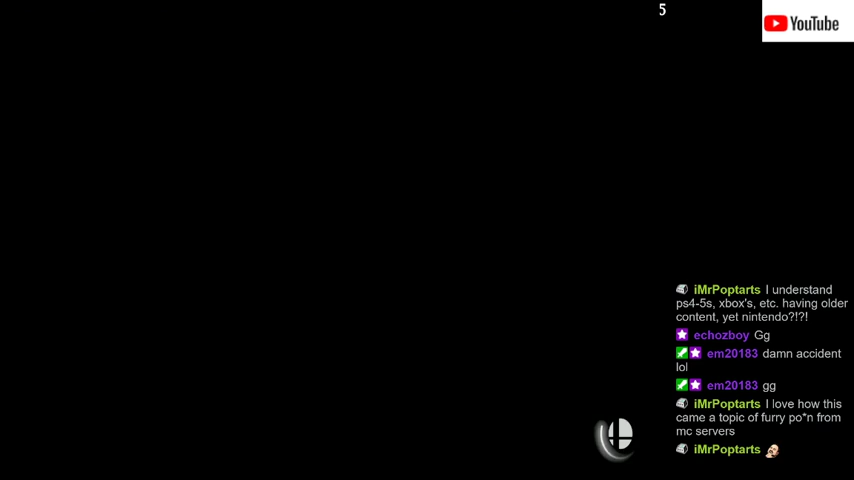 5
YouTube
iMrPoptarts I understand
ps4-5s, xbox's, etc. having older
content, yet nintendo?!?!
echozboy Gg
em20183 damn accident
lol
em20183 gg
iMrPoptarts I love how this
came a topic of furry po*n from
mc servers
iMrPoptarts